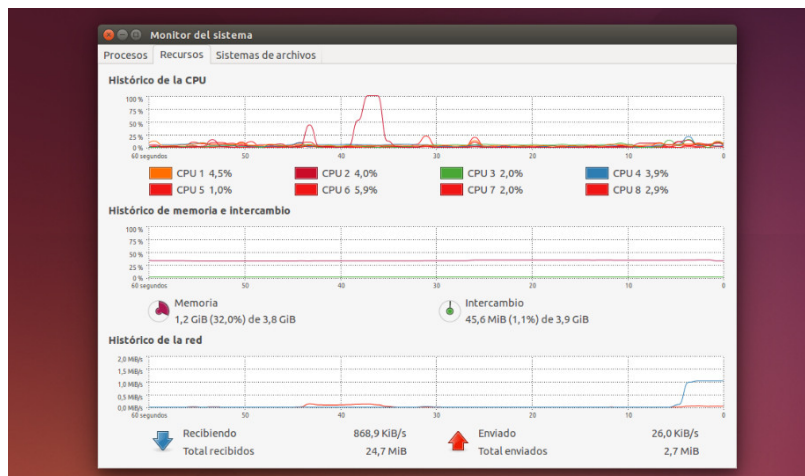 Monitor del sistema
Procesos Recursos Sistemas de archivos
Histórico de la CPU
100 %
75 %
50 %
25 %
0 %
60 segundos 50 40 30 20 10 0
CPU 1 4,5% CPU 2 4,0% CPU 3 2,0% CPU 4 3,9%
CPU 5 1,0% CPU 6 5,9% CPU 7 2,0% CPU 8 2,9%
Histórico de memoria e intercambio
100 %
75 %
50 %
25 %
0 %
60 segundos 50 40 30 20 10 0
Memoria Intercambio
1,2 GiB (32,0%) de 3,8 GiB 45,6 MiB (1,1%) de 3,9 GiB
Histórico de la red
2,0 MiB/s
1,5 MiB/s
1,0 MiB/s
0,5 MiB/s
0,0 MiB/s
60 segundos 50 40 30 20 10 0
Recibiendo 868,9 KiB/s Enviado 26,0 KiB/s
Total recibidos 24,7 MiB Total enviados 2,7 MiB